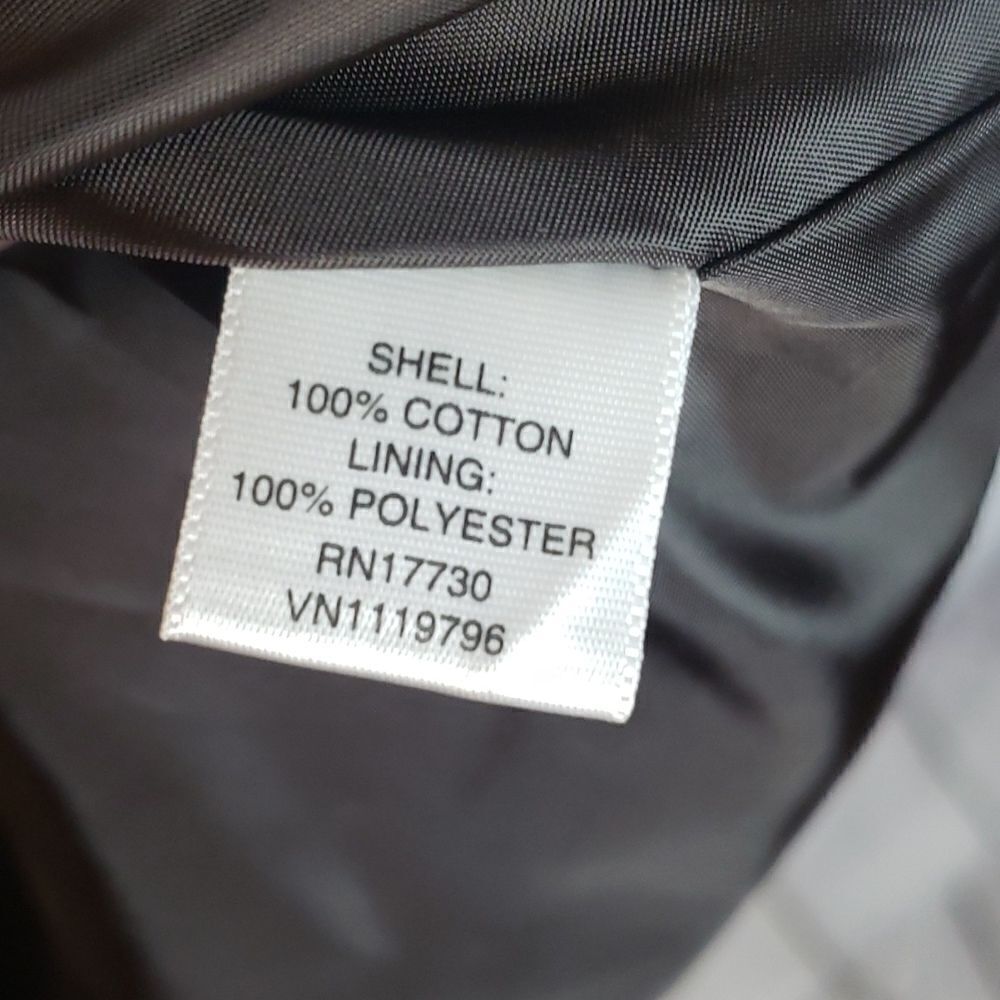 SHELL:
100% COTTON
LINING:
100% POLYESTER
RN17730
VN1119796